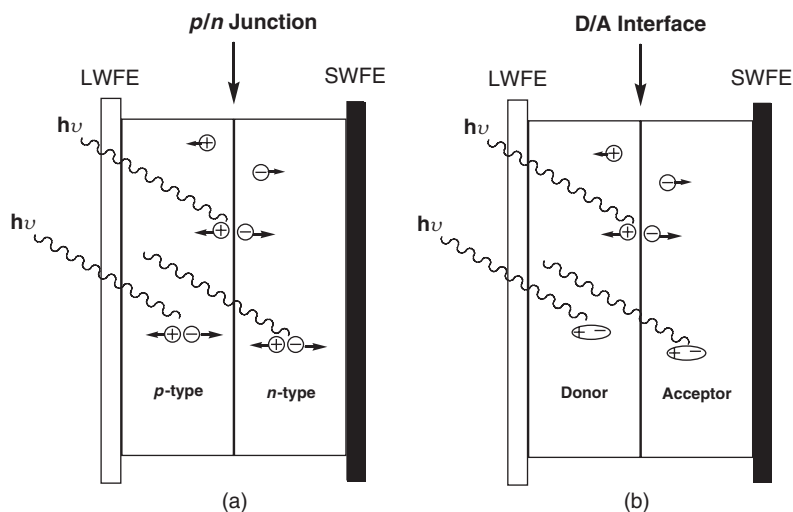 p/n Junction
LWFE
SWFE
hυ
hυ
+
−
+ −
+ −
+ −
p-type
n-type
(a)
D/A Interface
LWFE
SWFE
hυ
hυ
+
−
+ −
+ −
+ −
Donor
Acceptor
(b)